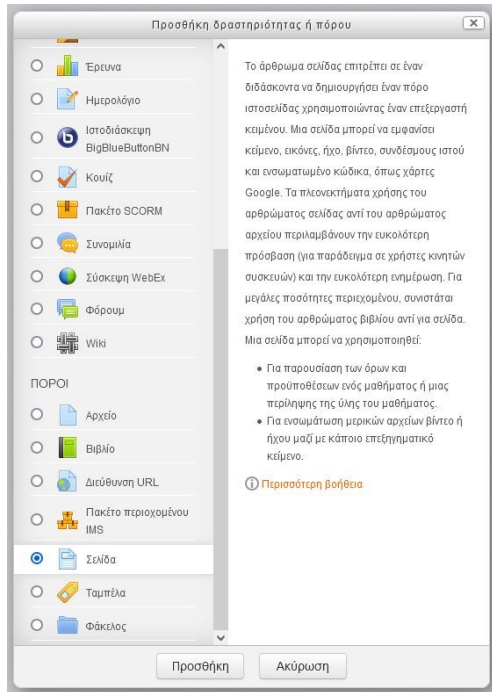 Προσθήκη δραστηριότητας ή πόρου
Έρευνα
Ημερολόγιο
Ιστοδιάσκεψη
BigBlueButtonBN
Κουίζ
Πακέτο SCORM
Συνομιλία
Σύσκεψη WebEx
Φόρουμ
Wiki
ΠΟΡΟΙ
Αρχείο
Βιβλίο
Διεύθυνση URL
Πακέτο περιοχομένου
IMS
Σελίδα
Ταμπέλα
Φάκελος
Το άρθρωμα σελίδας επιτρέπει σε έναν
διδάσκοντα να δημιουργήσει έναν πόρο
ιστοσελίδας χρησιμοποιώντας έναν επεξεργαστή
κειμένου. Μια σελίδα μπορεί να εμφανίσει
κείμενο, εικόνες, ήχο, βίντεο, συνδέσμους ιστού
και ενσωματωμένο κώδικα, όπως χάρτες
Google. Τα πλεονεκτήματα χρήσης του
αρθρώματος σελίδας αντί του αρθρώματος
αρχείου περιλαμβάνουν την ευκολότερη
πρόσβαση (για παράδειγμα σε χρήστες κινητών
συσκευών) και την ευκολότερη ενημέρωση. Για
μεγάλες ποσότητες περιεχομένου, συνιστάται
χρήση του αρθρώματος βιβλίου αντί για σελίδα.
Μια σελίδα μπορεί να χρησιμοποιηθεί:
• Για παρουσίαση των όρων και
προϋποθέσεων ενός μαθήματος ή μιας
περίληψης της ύλης του μαθήματος.
• Για ενσωμάτωση μερικών αρχείων βίντεο ή
ήχου μαζί με κάποιο επεξηγηματικό
κείμενο.
Περισσότερη βοήθεια
Προσθήκη
Ακύρωση